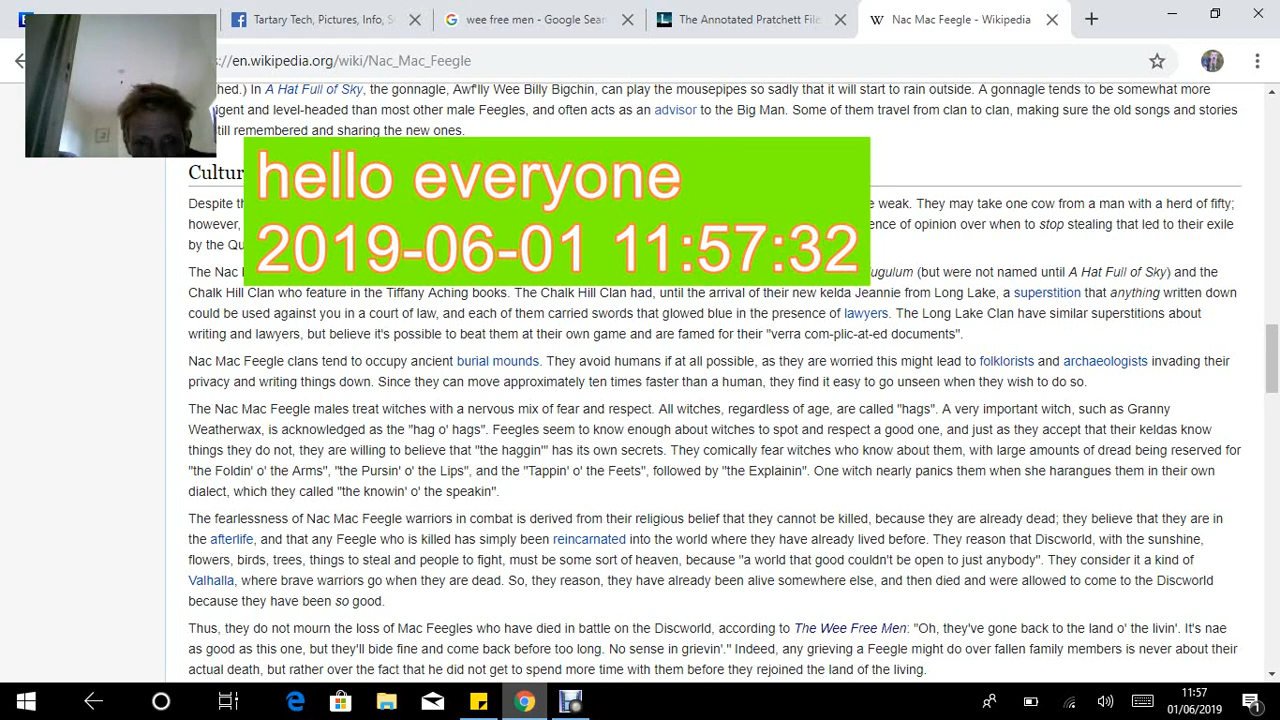 Tartary Tech, Pictures, Info, S
wee free men - Google Sear
The Annotated Pratchett File
Nac Mac Feegle - Wikipedia
://en.wikipedia.org/wiki/Nac_Mac_Feegle
hed.) In A Hat Full of Sky, the gonnagle, Awf'lly Wee Billy Bigchin, can play the mousepipes so sadly that it will start to rain outside. A gonnagle tends to be somewhat more
igent and level-headed than most other male Feegles, and often acts as an advisor to the Big Man. Some of them travel from clan to clan, making sure the old songs and stories
till remembered and sharing the new ones.
Cultur
hello everyone
2019-06-01 11:57:32
Despite th
e weak. They may take one cow from a man with a herd of fifty;
however,
ence of opinion over when to stop stealing that led to their exile
by the Qu
The Nac
ugulum (but were not named until A Hat Full of Sky) and the
Chalk Hill Clan who feature in the Tiffany Aching books. The Chalk Hill Clan had, until the arrival of their new kelda Jeannie from Long Lake, a superstition that anything written down
could be used against you in a court of law, and each of them carried swords that glowed blue in the presence of lawyers. The Long Lake Clan have similar superstitions about
writing and lawyers, but believe it's possible to beat them at their own game and are famed for their "verra com-plic-at-ed documents".
Nac Mac Feegle clans tend to occupy ancient burial mounds. They avoid humans if at all possible, as they are worried this might lead to folklorists and archaeologists invading their
privacy and writing things down. Since they can move approximately ten times faster than a human, they find it easy to go unseen when they wish to do so.
The Nac Mac Feegle males treat witches with a nervous mix of fear and respect. All witches, regardless of age, are called "hags". A very important witch, such as Granny
Weatherwax, is acknowledged as the "hag o' hags". Feegles seem to know enough about witches to spot and respect a good one, and just as they accept that their keldas know
things they do not, they are willing to believe that "the haggin'" has its own secrets. They comically fear witches who know about them, with large amounts of dread being reserved for
"the Foldin' o' the Arms", "the Pursin' o' the Lips", and the "Tappin' o' the Feets", followed by "the Explainin". One witch nearly panics them when she harangues them in their own
dialect, which they called "the knowin' o' the speakin".
The fearlessness of Nac Mac Feegle warriors in combat is derived from their religious belief that they cannot be killed, because they are already dead; they believe that they are in
the afterlife, and that any Feegle who is killed has simply been reincarnated into the world where they have already lived before. They reason that Discworld, with the sunshine,
flowers, birds, trees, things to steal and people to fight, must be some sort of heaven, because "a world that good couldn't be open to just anybody". They consider it a kind of
Valhalla, where brave warriors go when they are dead. So, they reason, they have already been alive somewhere else, and then died and were allowed to come to the Discworld
because they have been so good.
Thus, they do not mourn the loss of Mac Feegles who have died in battle on the Discworld, according to The Wee Free Men: "Oh, they've gone back to the land o' the livin'. It's nae
as good as this one, but they'll bide fine and come back before too long. No sense in grievin'." Indeed, any grieving a Feegle might do over fallen family members is never about their
actual death, but rather over the fact that he did not get to spend more time with them before they rejoined the land of the living.
11:57
01/06/2019